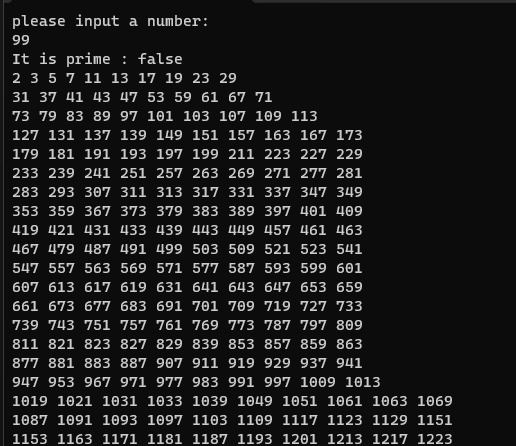 please input a number:
99
It is prime : false
2 3 5 7 11 13 17 19 23 29
31 37 41 43 47 53 59 61 67 71
73 79 83 89 97 101 103 107 109 113
127 131 137 139 149 151 157 163 167 173
179 181 191 193 197 199 211 223 227 229
233 239 241 251 257 263 269 271 277 281
283 293 307 311 313 317 331 337 347 349
353 359 367 373 379 383 389 397 401 409
419 421 431 433 439 443 449 457 461 463
467 479 487 491 499 503 509 521 523 541
547 557 563 569 571 577 587 593 599 601
607 613 617 619 631 641 643 647 653 659
661 673 677 683 691 701 709 719 727 733
739 743 751 757 761 769 773 787 797 809
811 821 823 827 829 839 853 857 859 863
877 881 883 887 907 911 919 929 937 941
947 953 967 971 977 983 991 997 1009 1013
1019 1021 1031 1033 1039 1049 1051 1061 1063 1069
1087 1091 1093 1097 1103 1109 1117 1123 1129 1151
1153 1163 1171 1181 1187 1193 1201 1213 1217 1223